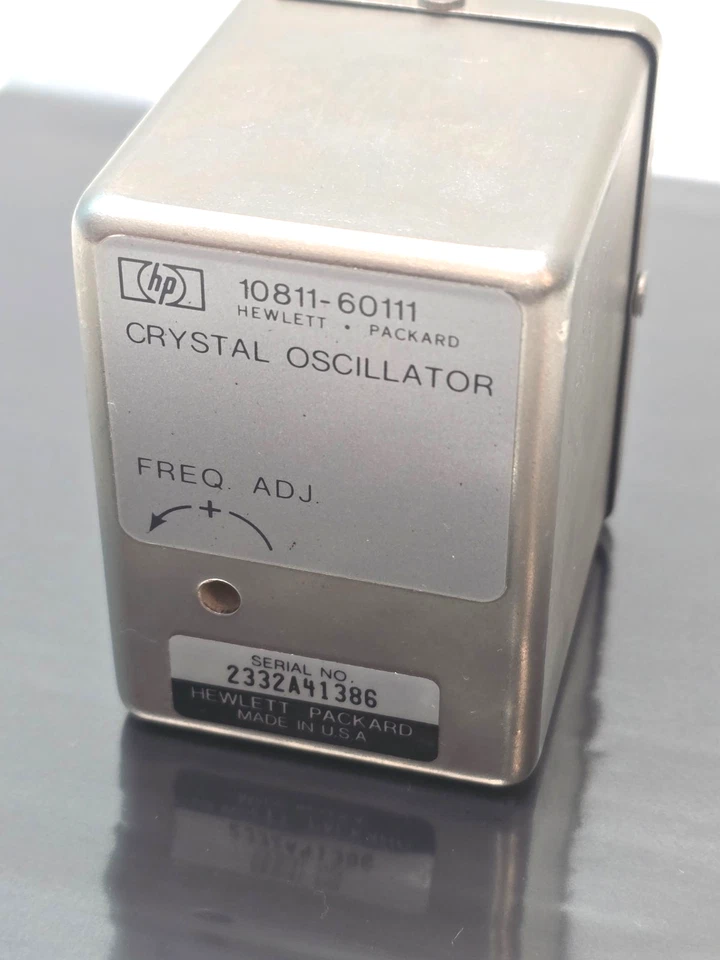 hp
10811-60111
HEWLETT • PACKARD
CRYSTAL OSCILLATOR
FREQ. ADJ.
+
SERIAL NO.
2332A41386
HEWLETT PACKARD
MADE IN U.S.A